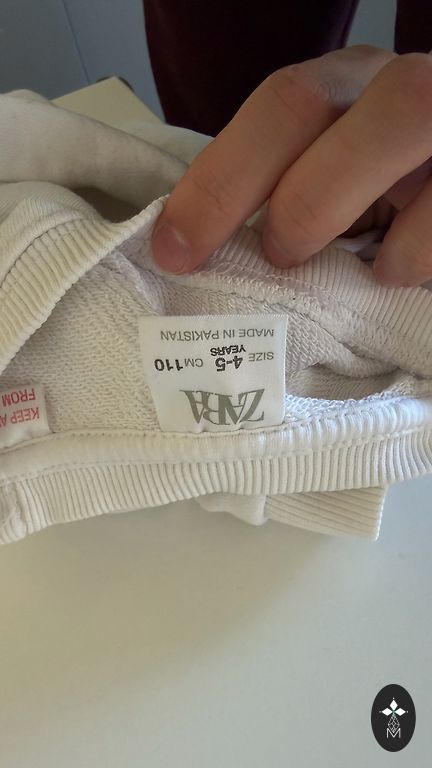 ZARA
SIZE 4-5 YEARS CM 110
MADE IN PAKISTAN
KEEP A
FROM
M